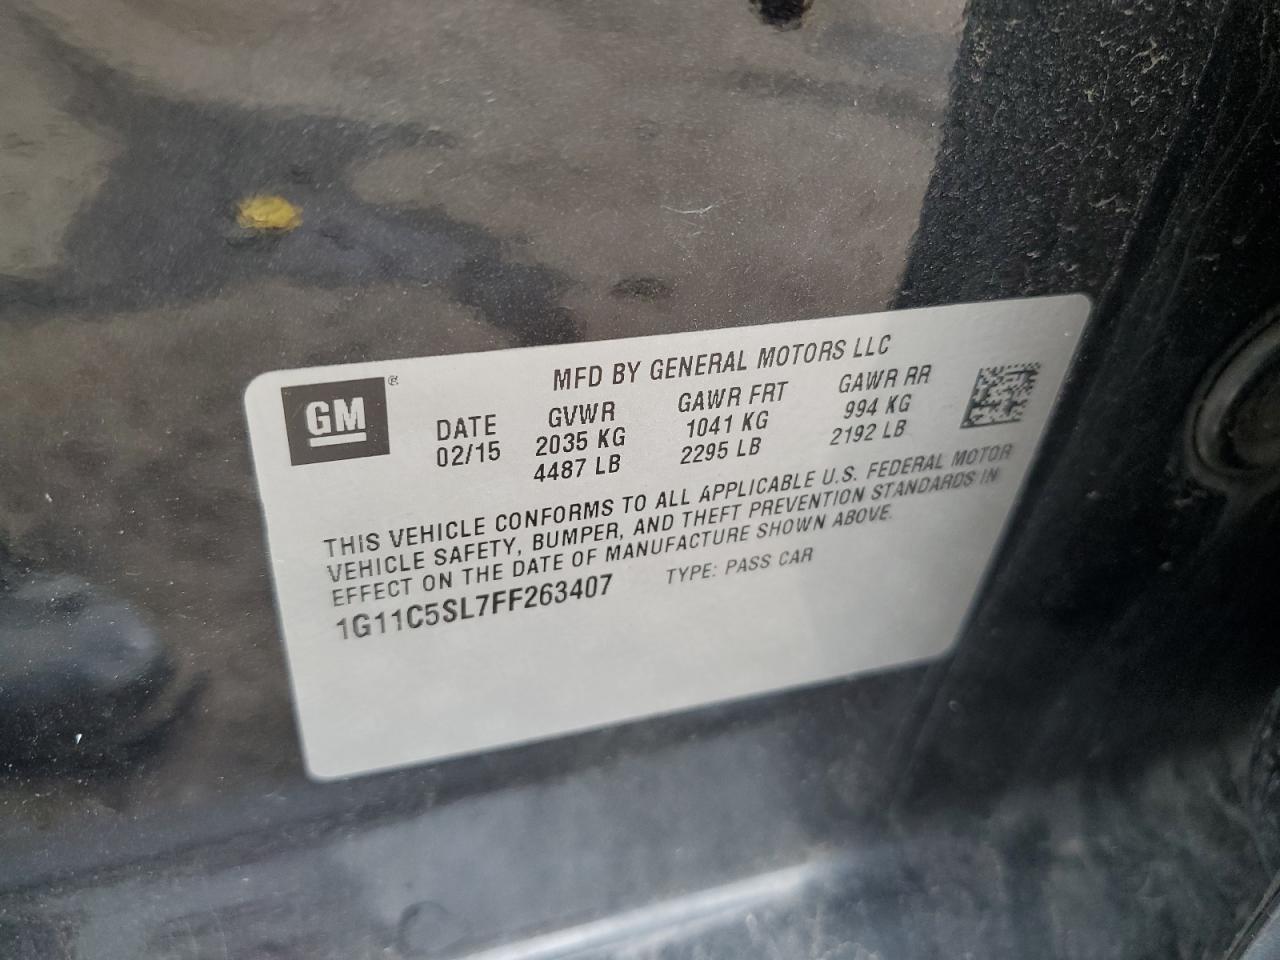 MFD BY GENERAL MOTORS LLC
GM®
DATE GVWR GAWR FRT GAWR RR
02/15 2035 KG 1041 KG 994 KG
4487 LB 2295 LB 2192 LB
THIS VEHICLE CONFORMS TO ALL APPLICABLE U.S. FEDERAL MOTOR
VEHICLE SAFETY, BUMPER, AND THEFT PREVENTION STANDARDS IN
EFFECT ON THE DATE OF MANUFACTURE SHOWN ABOVE.
1G11C5SL7FF263407 TYPE: PASS CAR